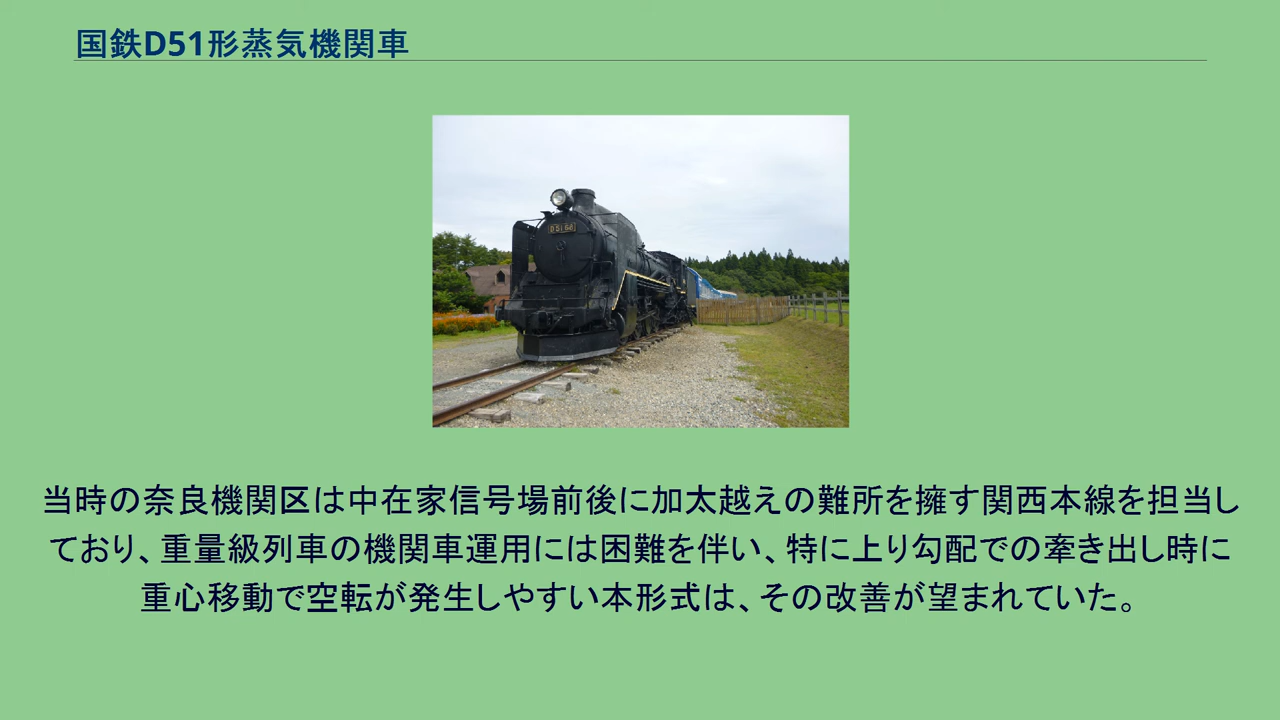 国鉄D51形蒸気機関車
D51 68
当時の奈良機関区は中在家信号場前後に加太越えの難所を擁す関西本線を担当し
ており、重量級列車の機関車運用には困難を伴い、特に上り勾配での牽き出し時に
重心移動で空転が発生しやすい本形式は、その改善が望まれていた。